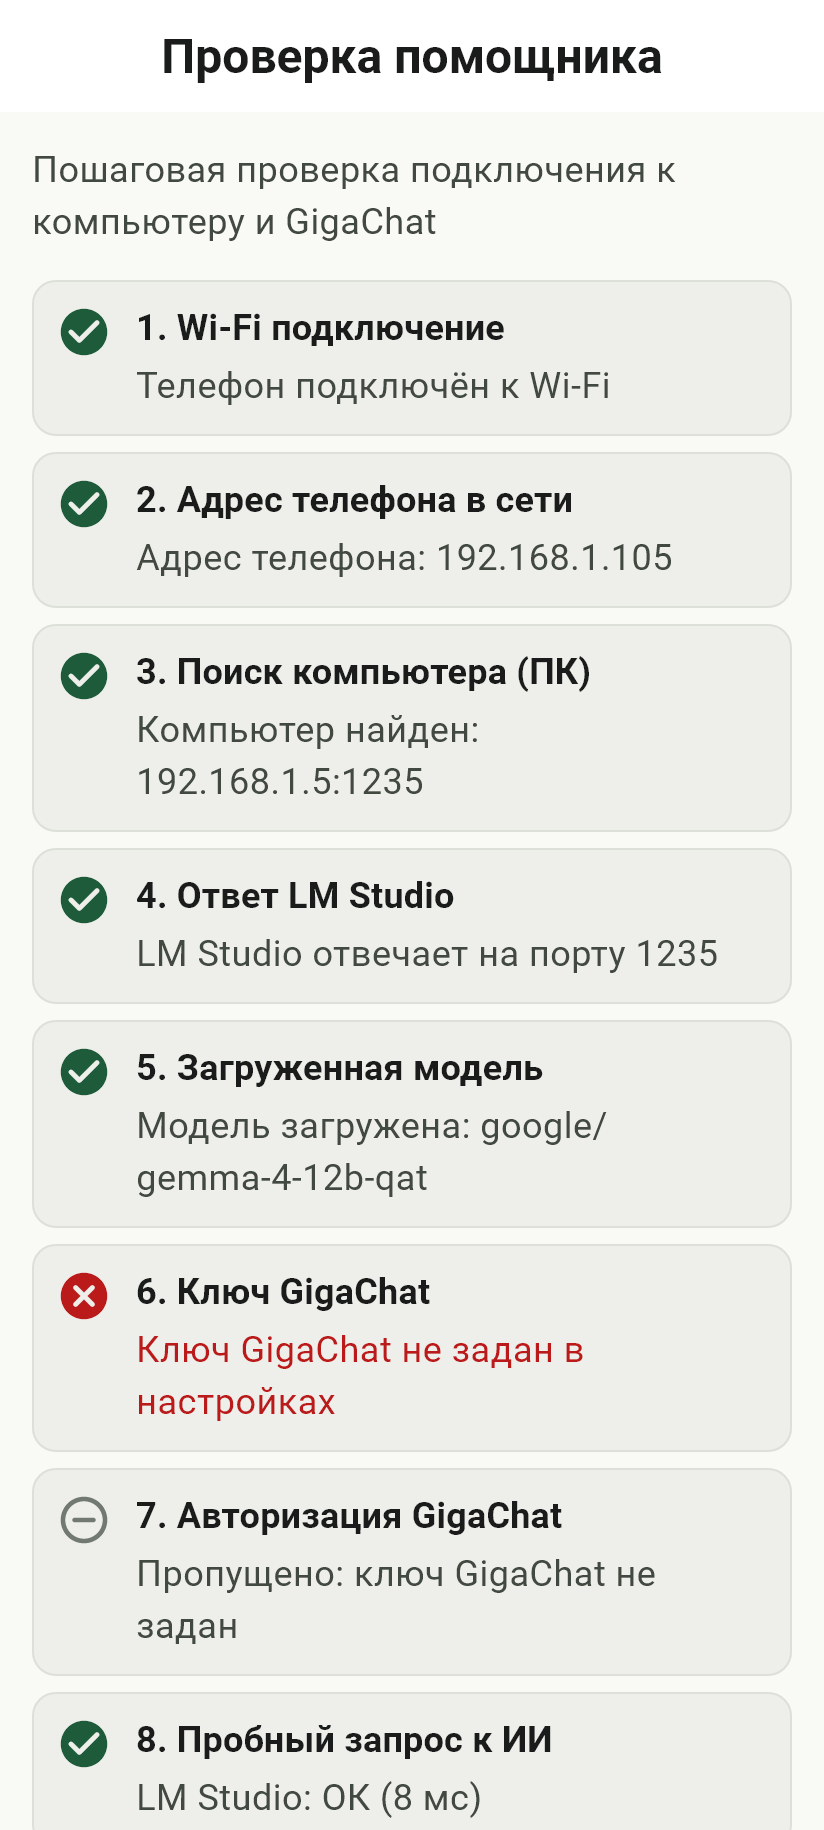 Проверка помощника
Пошаговая проверка подключения к
компьютеру и GigaChat
1. Wi-Fi подключение
Телефон подключён к Wi-Fi
2. Адрес телефона в сети
Адрес телефона: 192.168.1.105
3. Поиск компьютера (ПК)
Компьютер найден:
192.168.1.5:1235
4. Ответ LM Studio
LM Studio отвечает на порту 1235
5. Загруженная модель
Модель загружена: google/
gemma-4-12b-qat
6. Ключ GigaChat
Ключ GigaChat не задан в
настройках
7. Авторизация GigaChat
Пропущено: ключ GigaChat не
задан
8. Пробный запрос к ИИ
LM Studio: ОК (8 мс)